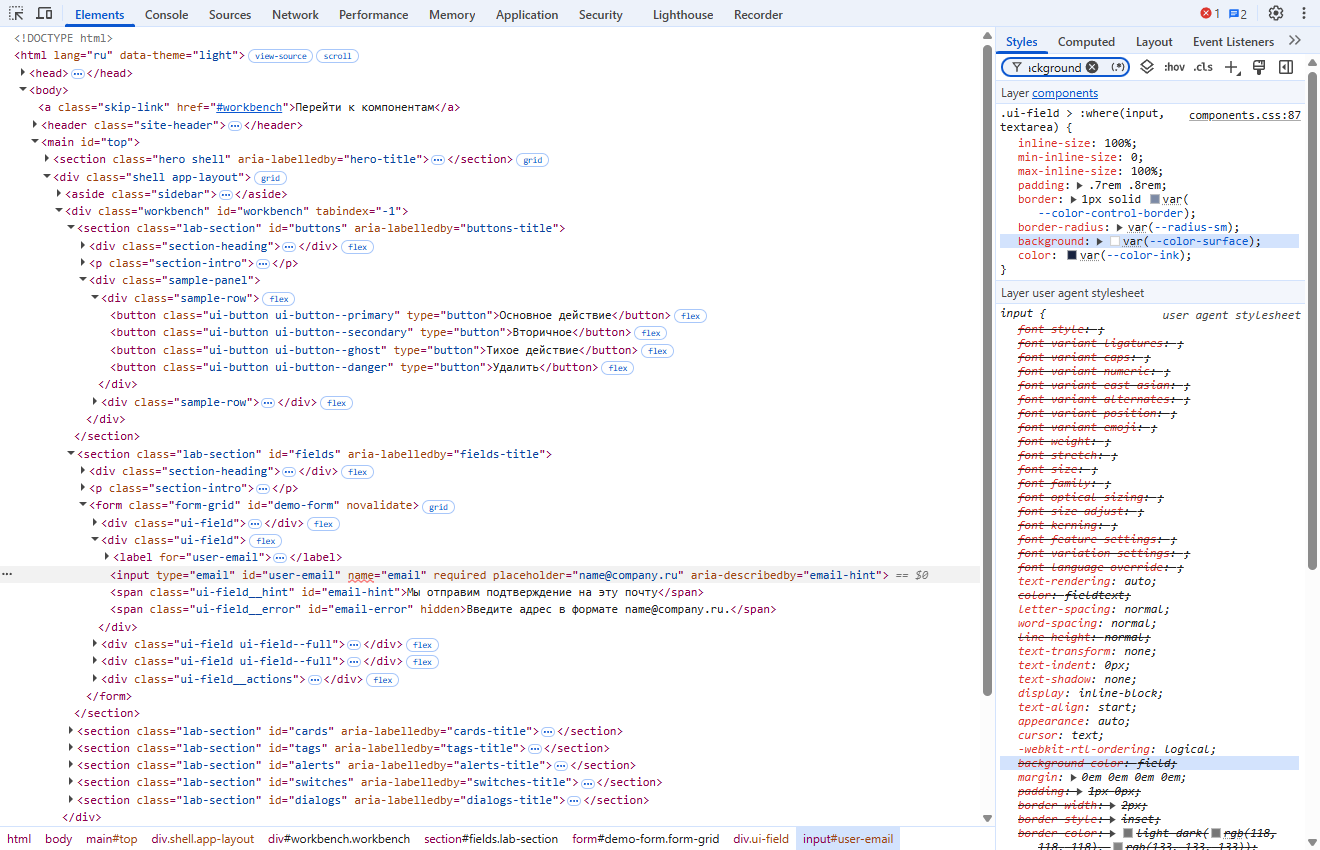 Elements Console Sources Network Performance Memory Application Security Lighthouse Recorder 1 2
<!DOCTYPE html>
<html lang="ru" data-theme="light"> view-source scroll
<head> ⋯ </head>
<body>
<a class="skip-link" href="#workbench">Перейти к компонентам</a>
<header class="site-header"> ⋯ </header>
<main id="top">
<section class="hero shell" aria-labelledby="hero-title"> ⋯ </section> grid
<div class="shell app-layout"> grid
<aside class="sidebar"> ⋯ </aside>
<div class="workbench" id="workbench" tabindex="-1">
<section class="lab-section" id="buttons" aria-labelledby="buttons-title">
<div class="section-heading"> ⋯ </div> flex
<p class="section-intro"> ⋯ </p>
<div class="sample-panel">
<div class="sample-row"> flex
<button class="ui-button ui-button--primary" type="button">Основное действие</button> flex
<button class="ui-button ui-button--secondary" type="button">Вторичное</button> flex
<button class="ui-button ui-button--ghost" type="button">Тихое действие</button> flex
<button class="ui-button ui-button--danger" type="button">Удалить</button> flex
</div>
<div class="sample-row"> ⋯ </div> flex
</div>
</section>
<section class="lab-section" id="fields" aria-labelledby="fields-title">
<div class="section-heading"> ⋯ </div> flex
<p class="section-intro"> ⋯ </p>
<form class="form-grid" id="demo-form" novalidate> grid
<div class="ui-field"> ⋯ </div> flex
<div class="ui-field"> flex
<label for="user-email"> ⋯ </label>
<input type="email" id="user-email" name="email" required placeholder="name@company.ru" aria-describedby="email-hint"> == $0
<span class="ui-field__hint" id="email-hint">Мы отправим подтверждение на эту почту</span>
<span class="ui-field__error" id="email-error" hidden>Введите адрес в формате name@company.ru.</span>
</div>
<div class="ui-field ui-field--full"> ⋯ </div> flex
<div class="ui-field ui-field--full"> ⋯ </div> flex
<div class="ui-field__actions"> ⋯ </div> flex
</form>
</section>
<section class="lab-section" id="cards" aria-labelledby="cards-title"> ⋯ </section>
<section class="lab-section" id="tags" aria-labelledby="tags-title"> ⋯ </section>
<section class="lab-section" id="alerts" aria-labelledby="alerts-title"> ⋯ </section>
<section class="lab-section" id="switches" aria-labelledby="switches-title"> ⋯ </section>
<section class="lab-section" id="dialogs" aria-labelledby="dialogs-title"> ⋯ </section>
</div>
html body main#top div.shell.app-layout div#workbench.workbench section#fields.lab-section form#demo-form.form-grid div.ui-field input#user-email
Styles Computed Layout Event Listeners
ckground (.*) :hov .cls
Layer components
.ui-field > :where(input, components.css:87
textarea) {
inline-size: 100%;
min-inline-size: 0;
max-inline-size: 100%;
padding: .7rem .8rem;
border: 1px solid var(
--color-control-border);
border-radius: var(--radius-sm);
background: var(--color-surface);
color: var(--color-ink);
}
Layer user agent stylesheet
input { user agent stylesheet
font-style: ;
font-variant-ligatures: ;
font-variant-caps: ;
font-variant-numeric: ;
font-variant-east-asian: ;
font-variant-alternates: ;
font-variant-position: ;
font-variant-emoji: ;
font-weight: ;
font-stretch: ;
font-size: ;
font-family: ;
font-optical-sizing: ;
font-size-adjust: ;
font-kerning: ;
font-feature-settings: ;
font-variation-settings: ;
font-language-override: ;
text-rendering: auto;
color: fieldtext;
letter-spacing: normal;
word-spacing: normal;
line-height: normal;
text-transform: none;
text-indent: 0px;
text-shadow: none;
display: inline-block;
text-align: start;
appearance: auto;
cursor: text;
-webkit-rtl-ordering: logical;
background-color: field;
margin: 0em 0em 0em 0em;
padding: 1px 0px;
border-width: 2px;
border-style: inset;
border-color: light-dark( rgb(118,
118, 118), rgb(133, 133, 133));